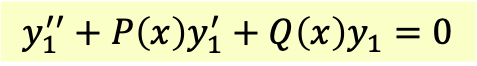 y₁′′ + P(x)y₁′ + Q(x)y₁ = 0